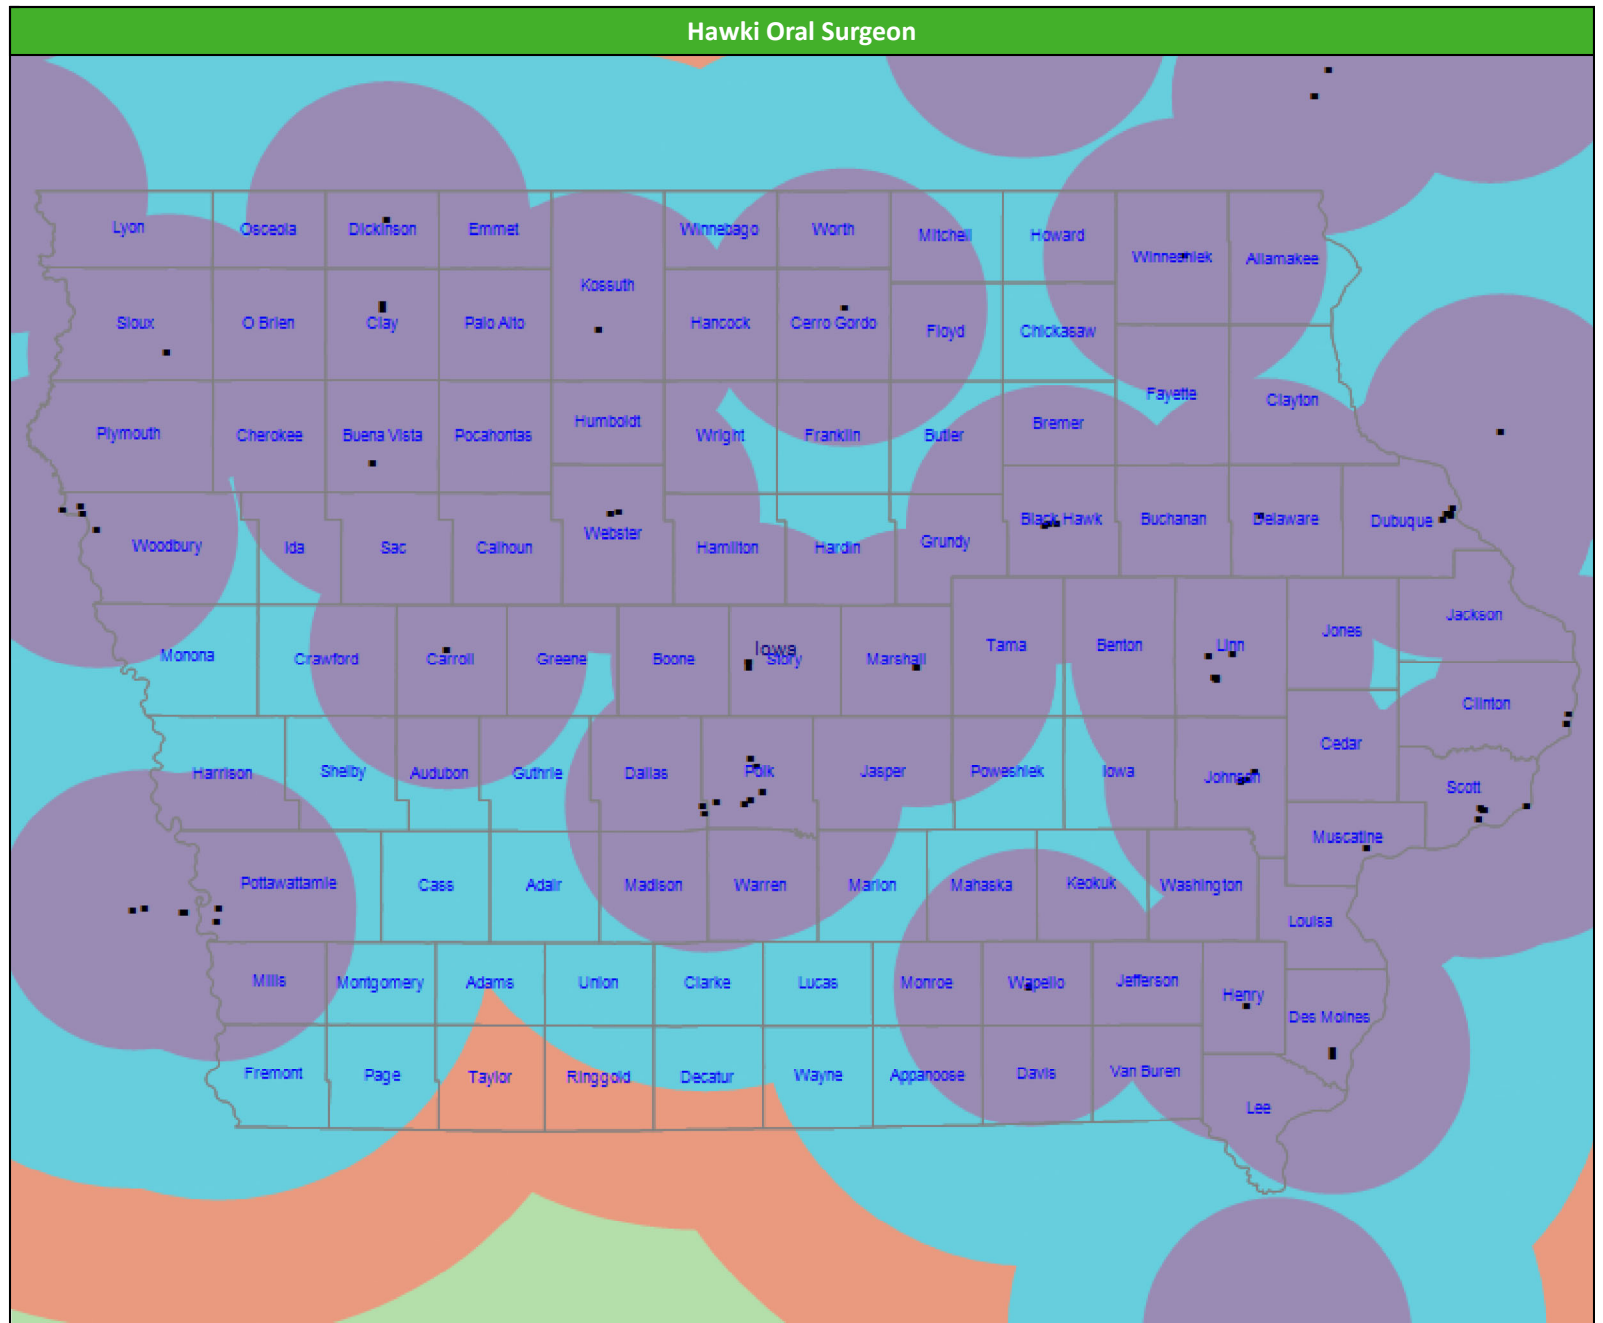 Hawki Oral Surgeon
Lyon Osceola Dickinson Emmet Winnebago Worth Mitchell Howard Winneshiek Allamakee
Kossuth
Sioux O Brien Clay Palo Alto Hancock Cerro Gordo Floyd Chickasaw
Fayette Clayton
Plymouth Cherokee Buena Vista Pocahontas Humboldt Wright Franklin Butler Bremer
Woodbury Ida Sac Calhoun Webster Hamilton Hardin Grundy Black Hawk Buchanan Delaware Dubuque
Iowa
Monona Crawford Carroll Greene Boone Story Marshall Tama Benton Linn Jones Jackson
Clinton
Harrison Shelby Audubon Guthrie Dallas Polk Jasper Poweshiek Iowa Johnson Cedar Scott
Muscatine
Pottawattamie Cass Adair Madison Warren Marion Mahaska Keokuk Washington Louisa
Mills Montgomery Adams Union Clarke Lucas Monroe Wapello Jefferson Henry Des Moines
Fremont Page Taylor Ringgold Decatur Wayne Appanoose Davis Van Buren Lee